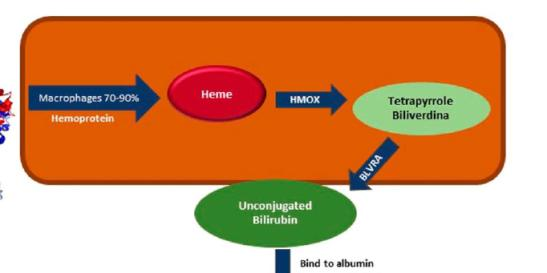 Macrophages 70-90%
Hemoprotein
Heme
HMOX
Tetrapyrrole
Biliverdina
BLVRA
Unconjugated
Bilirubin
Bind to albumin